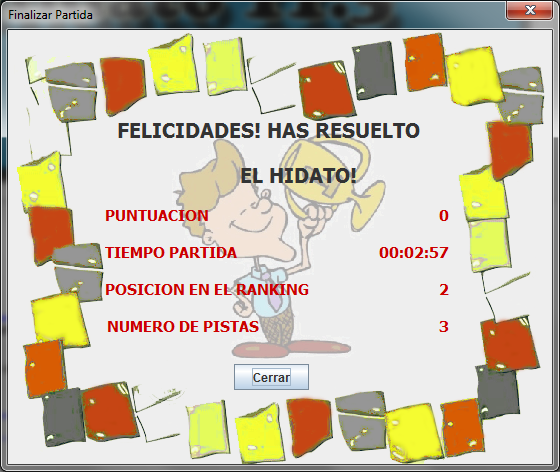 Finalizar Partida
FELICIDADES! HAS RESUELTO
EL HIDATO!
PUNTUACION 0
TIEMPO PARTIDA 00:02:57
POSICION EN EL RANKING 2
NUMERO DE PISTAS 3
Cerrar